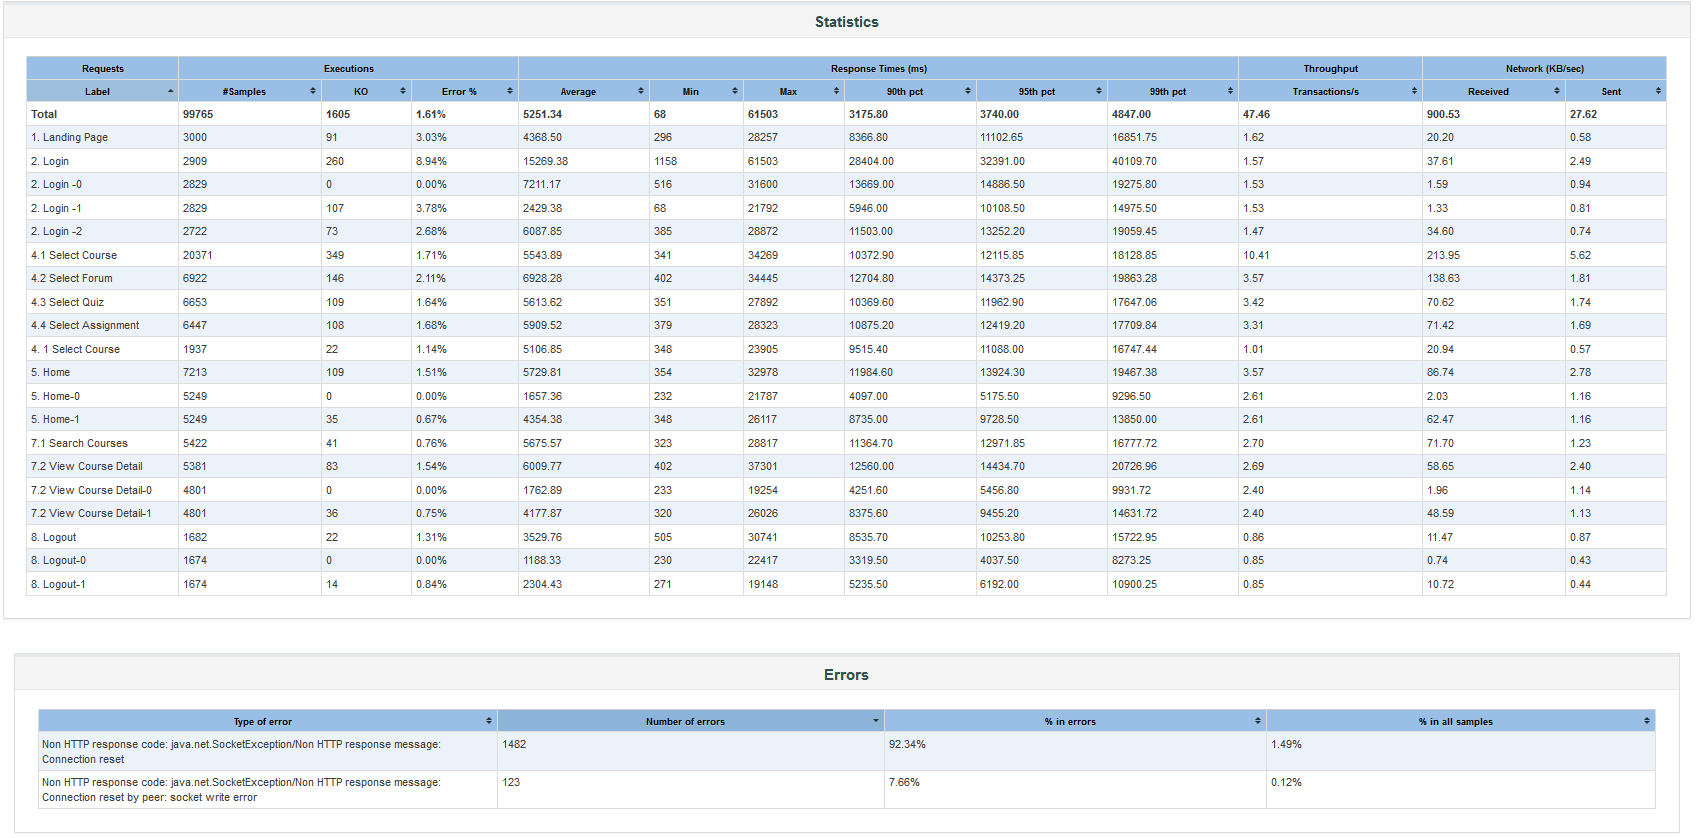 Statistics
Requests Executions Response Times (ms) Throughput Network (KB/sec)
Label #Samples KO Error % Average Min Max 90th pct 95th pct 99th pct Transactions/s Received Sent
Total 99765 1605 1.61% 5251.34 68 61503 3175.80 3740.00 4847.00 47.46 900.53 27.62
1. Landing Page 3000 91 3.03% 4368.50 296 28257 8366.80 11102.65 16851.75 1.62 20.20 0.58
2. Login 2909 260 8.94% 15269.38 1158 61503 28404.00 32391.00 40109.70 1.57 37.61 2.49
2. Login -0 2829 0 0.00% 7211.17 516 31600 13669.00 14886.50 19275.80 1.53 1.59 0.94
2. Login -1 2829 107 3.78% 2429.38 68 21792 5946.00 10108.50 14975.50 1.53 1.33 0.81
2. Login -2 2722 73 2.68% 6087.85 385 28872 11503.00 13252.20 19059.45 1.47 34.60 0.74
4.1 Select Course 20371 349 1.71% 5543.89 341 34269 10372.90 12115.85 18128.85 10.41 213.95 5.62
4.2 Select Forum 6922 146 2.11% 6928.28 402 34445 12704.80 14373.25 19863.28 3.57 138.63 1.81
4.3 Select Quiz 6653 109 1.64% 5613.62 351 27892 10369.60 11962.90 17647.06 3.42 70.62 1.74
4.4 Select Assignment 6447 108 1.68% 5909.52 379 28323 10875.20 12419.20 17709.84 3.31 71.42 1.69
4. 1 Select Course 1937 22 1.14% 5106.85 348 23905 9515.40 11088.00 16747.44 1.01 20.94 0.57
5. Home 7213 109 1.51% 5729.81 354 32978 11984.60 13924.30 19467.38 3.57 86.74 2.78
5. Home-0 5249 0 0.00% 1657.36 232 21787 4097.00 5175.50 9296.50 2.61 2.03 1.16
5. Home-1 5249 35 0.67% 4354.38 348 26117 8735.00 9728.50 13850.00 2.61 62.47 1.16
7.1 Search Courses 5422 41 0.76% 5675.57 323 28817 11364.70 12971.85 16777.72 2.70 71.70 1.23
7.2 View Course Detail 5381 83 1.54% 6009.77 402 37301 12560.00 14434.70 20726.96 2.69 58.65 2.40
7.2 View Course Detail-0 4801 0 0.00% 1762.89 233 19254 4251.60 5456.80 9931.72 2.40 1.96 1.14
7.2 View Course Detail-1 4801 36 0.75% 4177.87 320 26026 8375.60 9455.20 14631.72 2.40 48.59 1.13
8. Logout 1682 22 1.31% 3529.76 505 30741 8535.70 10253.80 15722.95 0.86 11.47 0.87
8. Logout-0 1674 0 0.00% 1188.33 230 22417 3319.50 4037.50 8273.25 0.85 0.74 0.43
8. Logout-1 1674 14 0.84% 2304.43 271 19148 5235.50 6192.00 10900.25 0.85 10.72 0.44
Errors
Type of error Number of errors % in errors % in all samples
Non HTTP response code: java.net.SocketException/Non HTTP response message: 1482 92.34% 1.49%
Connection reset
Non HTTP response code: java.net.SocketException/Non HTTP response message: 123 7.66% 0.12%
Connection reset by peer: socket write error